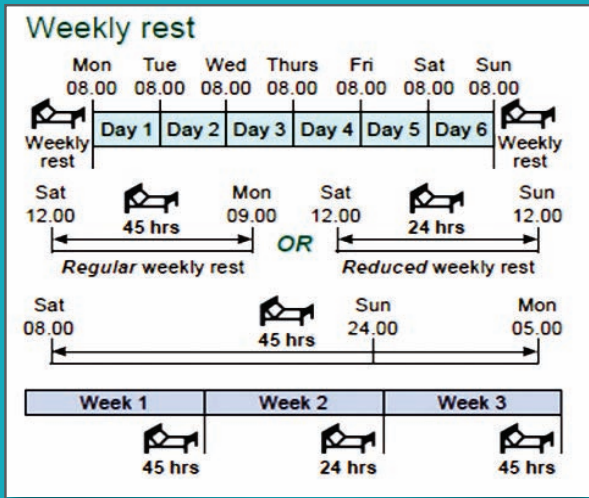 Weekly rest
Mon Tue Wed Thurs Fri Sat Sun
08.00 08.00 08.00 08.00 08.00 08.00 08.00
Weekly rest
Day 1 Day 2 Day 3 Day 4 Day 5 Day 6
Weekly rest
Sat 12.00
45 hrs
Mon 09.00
Regular weekly rest
OR
Sat 12.00
24 hrs
Sun 12.00
Reduced weekly rest
Sat 08.00
45 hrs
Sun 24.00
Mon 05.00
Week 1 Week 2 Week 3
45 hrs 24 hrs 45 hrs